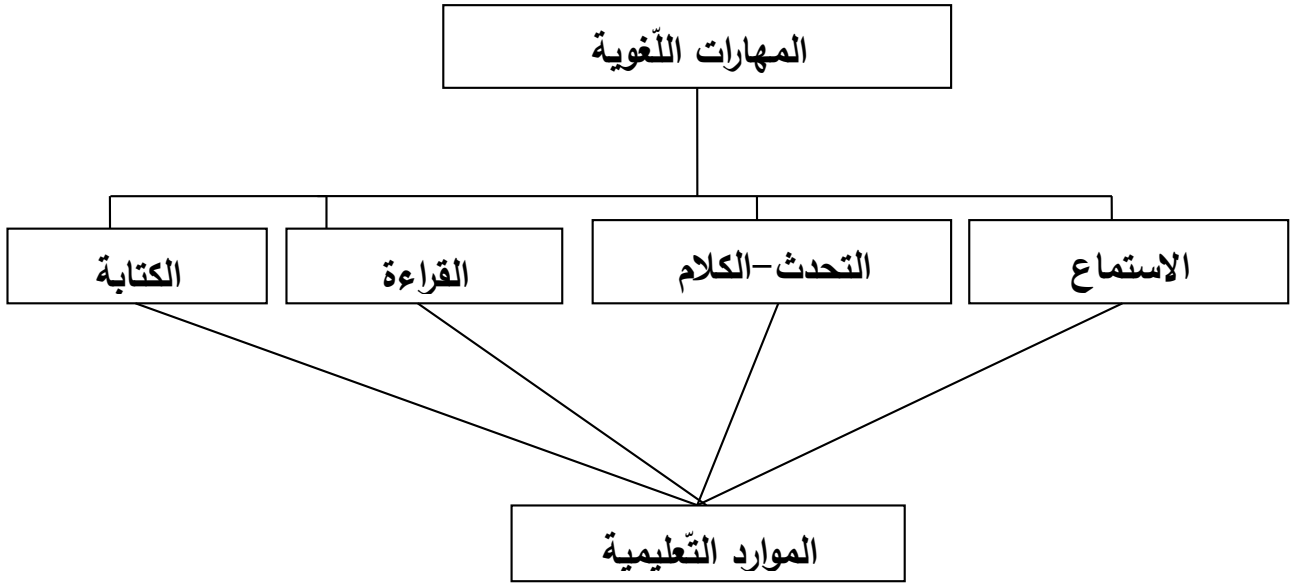 المهارات اللّغوية
الاستماع
التحدث-الكلام
القراءة
الكتابة
الموارد التّعليمية